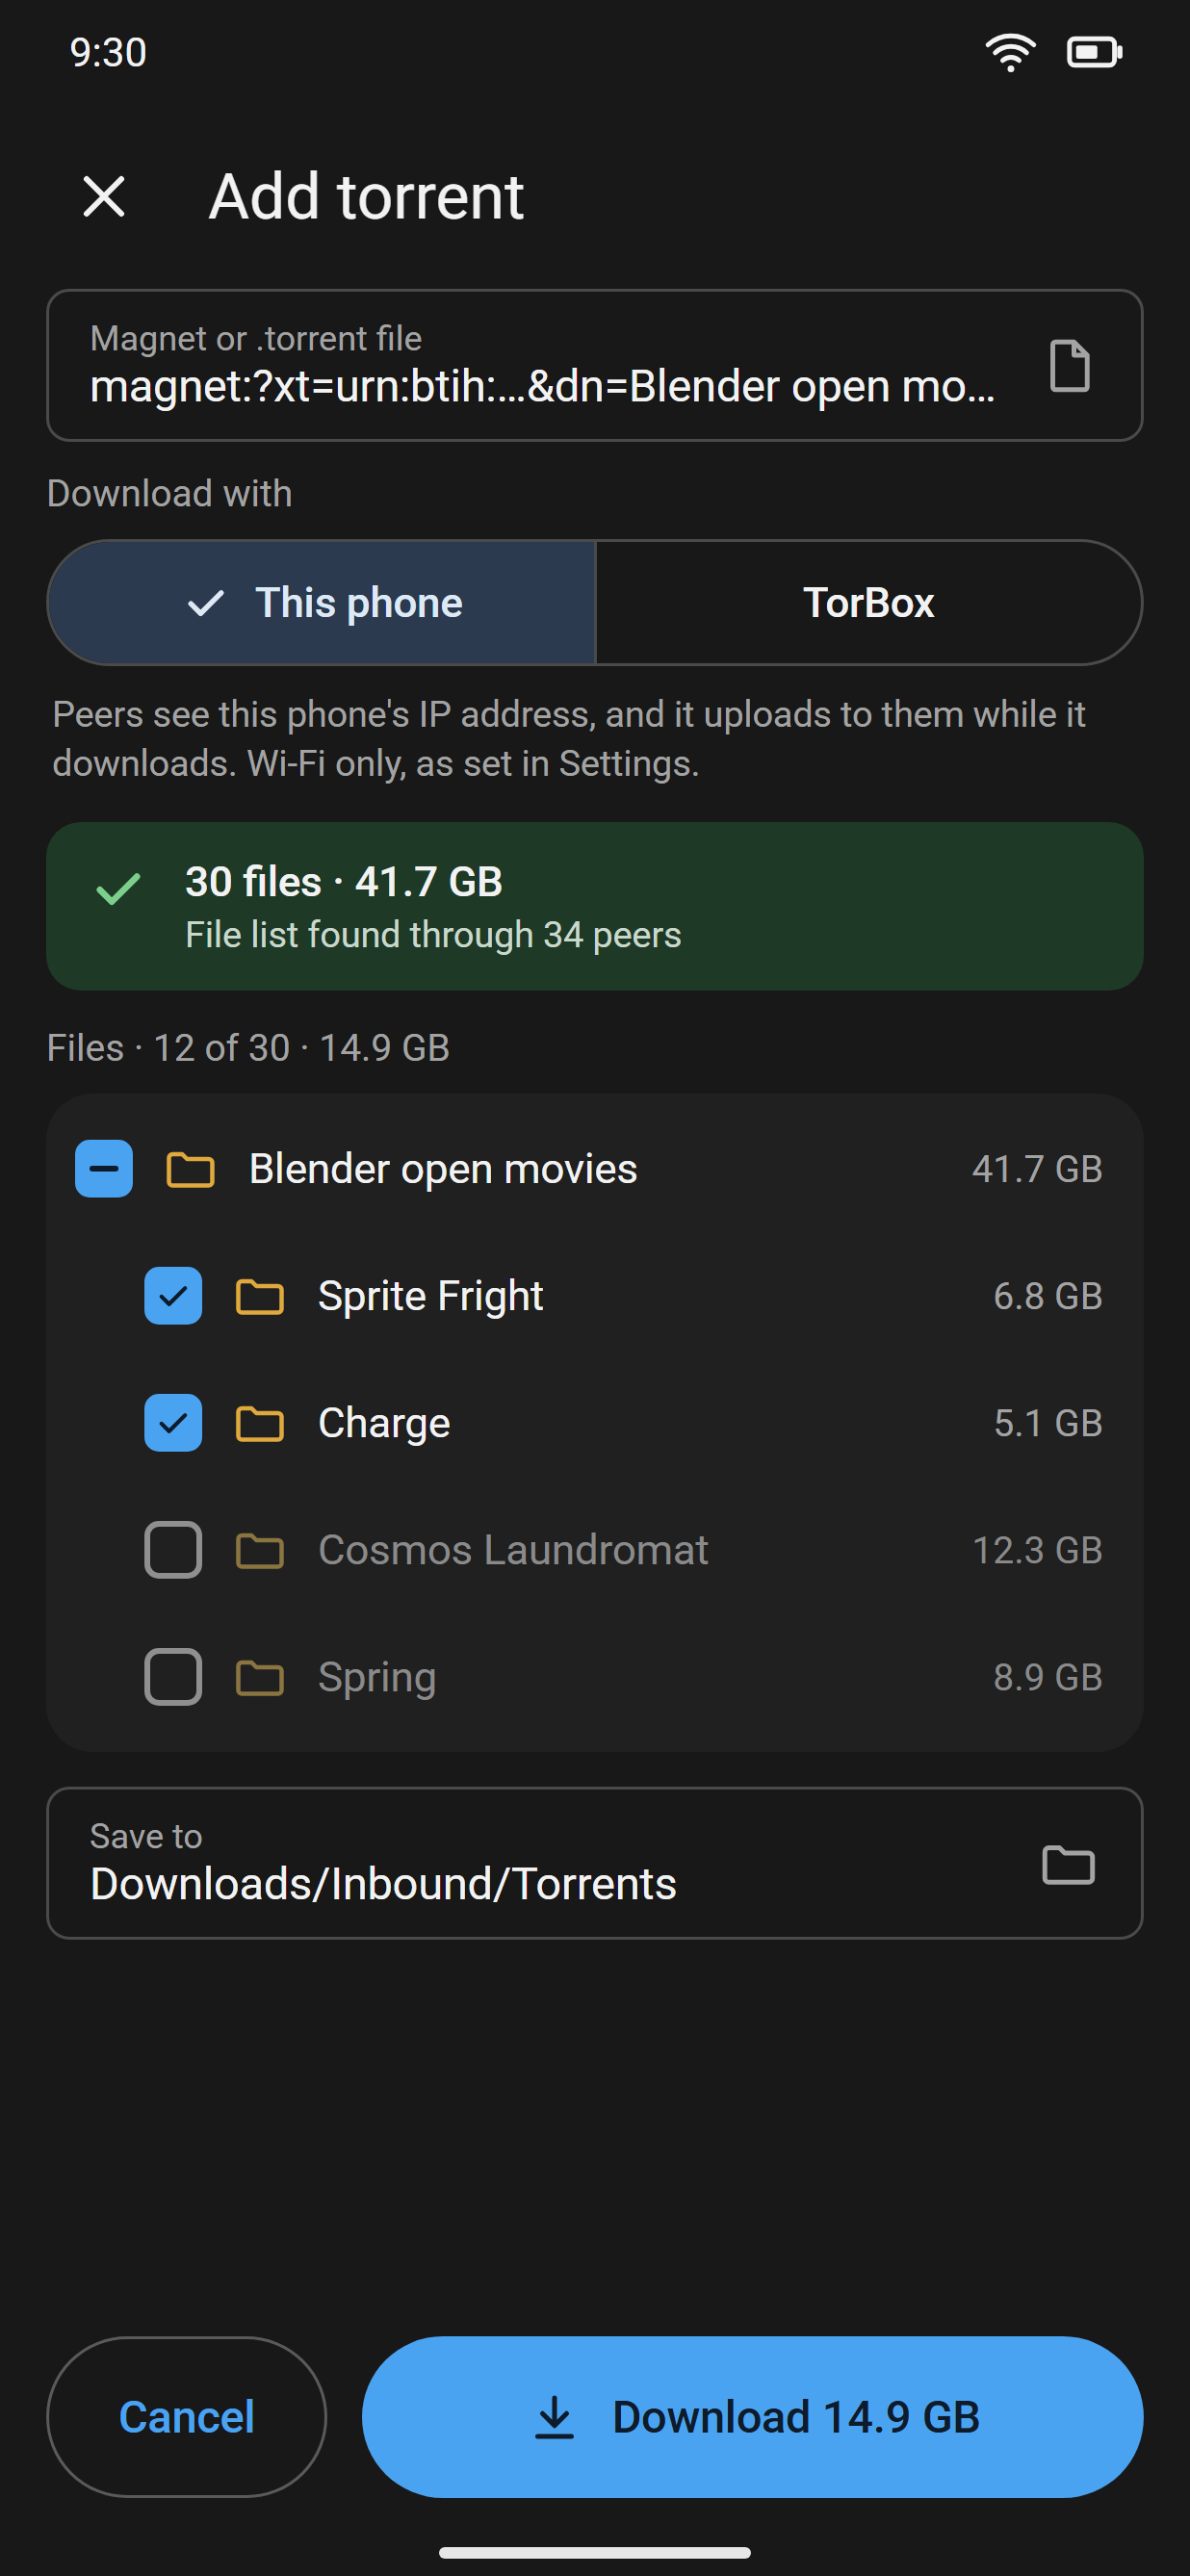 9:30
Add torrent
Magnet or .torrent file
magnet:?xt=urn:btih:...&dn=Blender open mo...
Download with
This phone
TorBox
Peers see this phone's IP address, and it uploads to them while it
downloads. Wi-Fi only, as set in Settings.
30 files · 41.7 GB
File list found through 34 peers
Files · 12 of 30 · 14.9 GB
Blender open movies 41.7 GB
Sprite Fright 6.8 GB
Charge 5.1 GB
Cosmos Laundromat 12.3 GB
Spring 8.9 GB
Save to
Downloads/Inbound/Torrents
Cancel
Download 14.9 GB